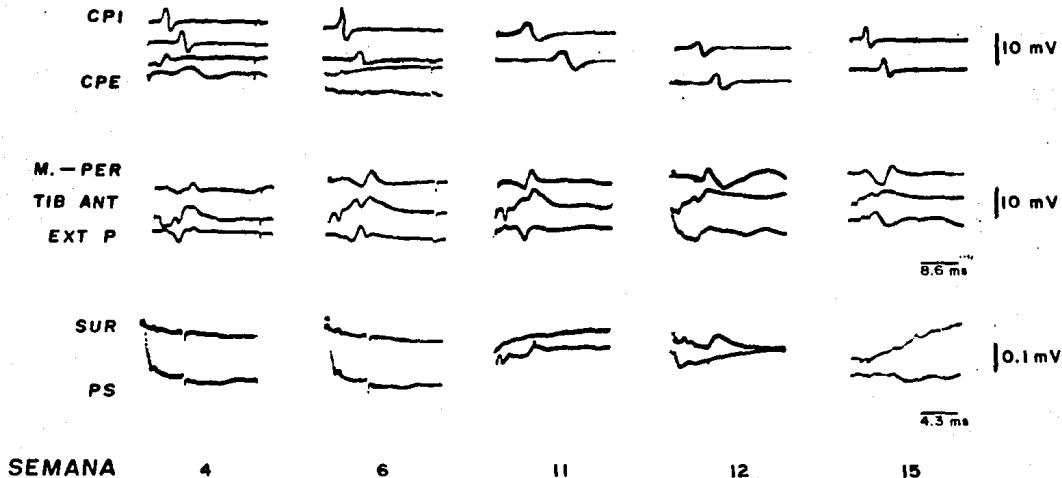 CPI
10 mV
CPE
M.-PER
TIB ANT
10 mV
EXT P
8.6 ms
SUR
0.1 mV
PS
4.3 ms
SEMANA 4 6 11 12 15